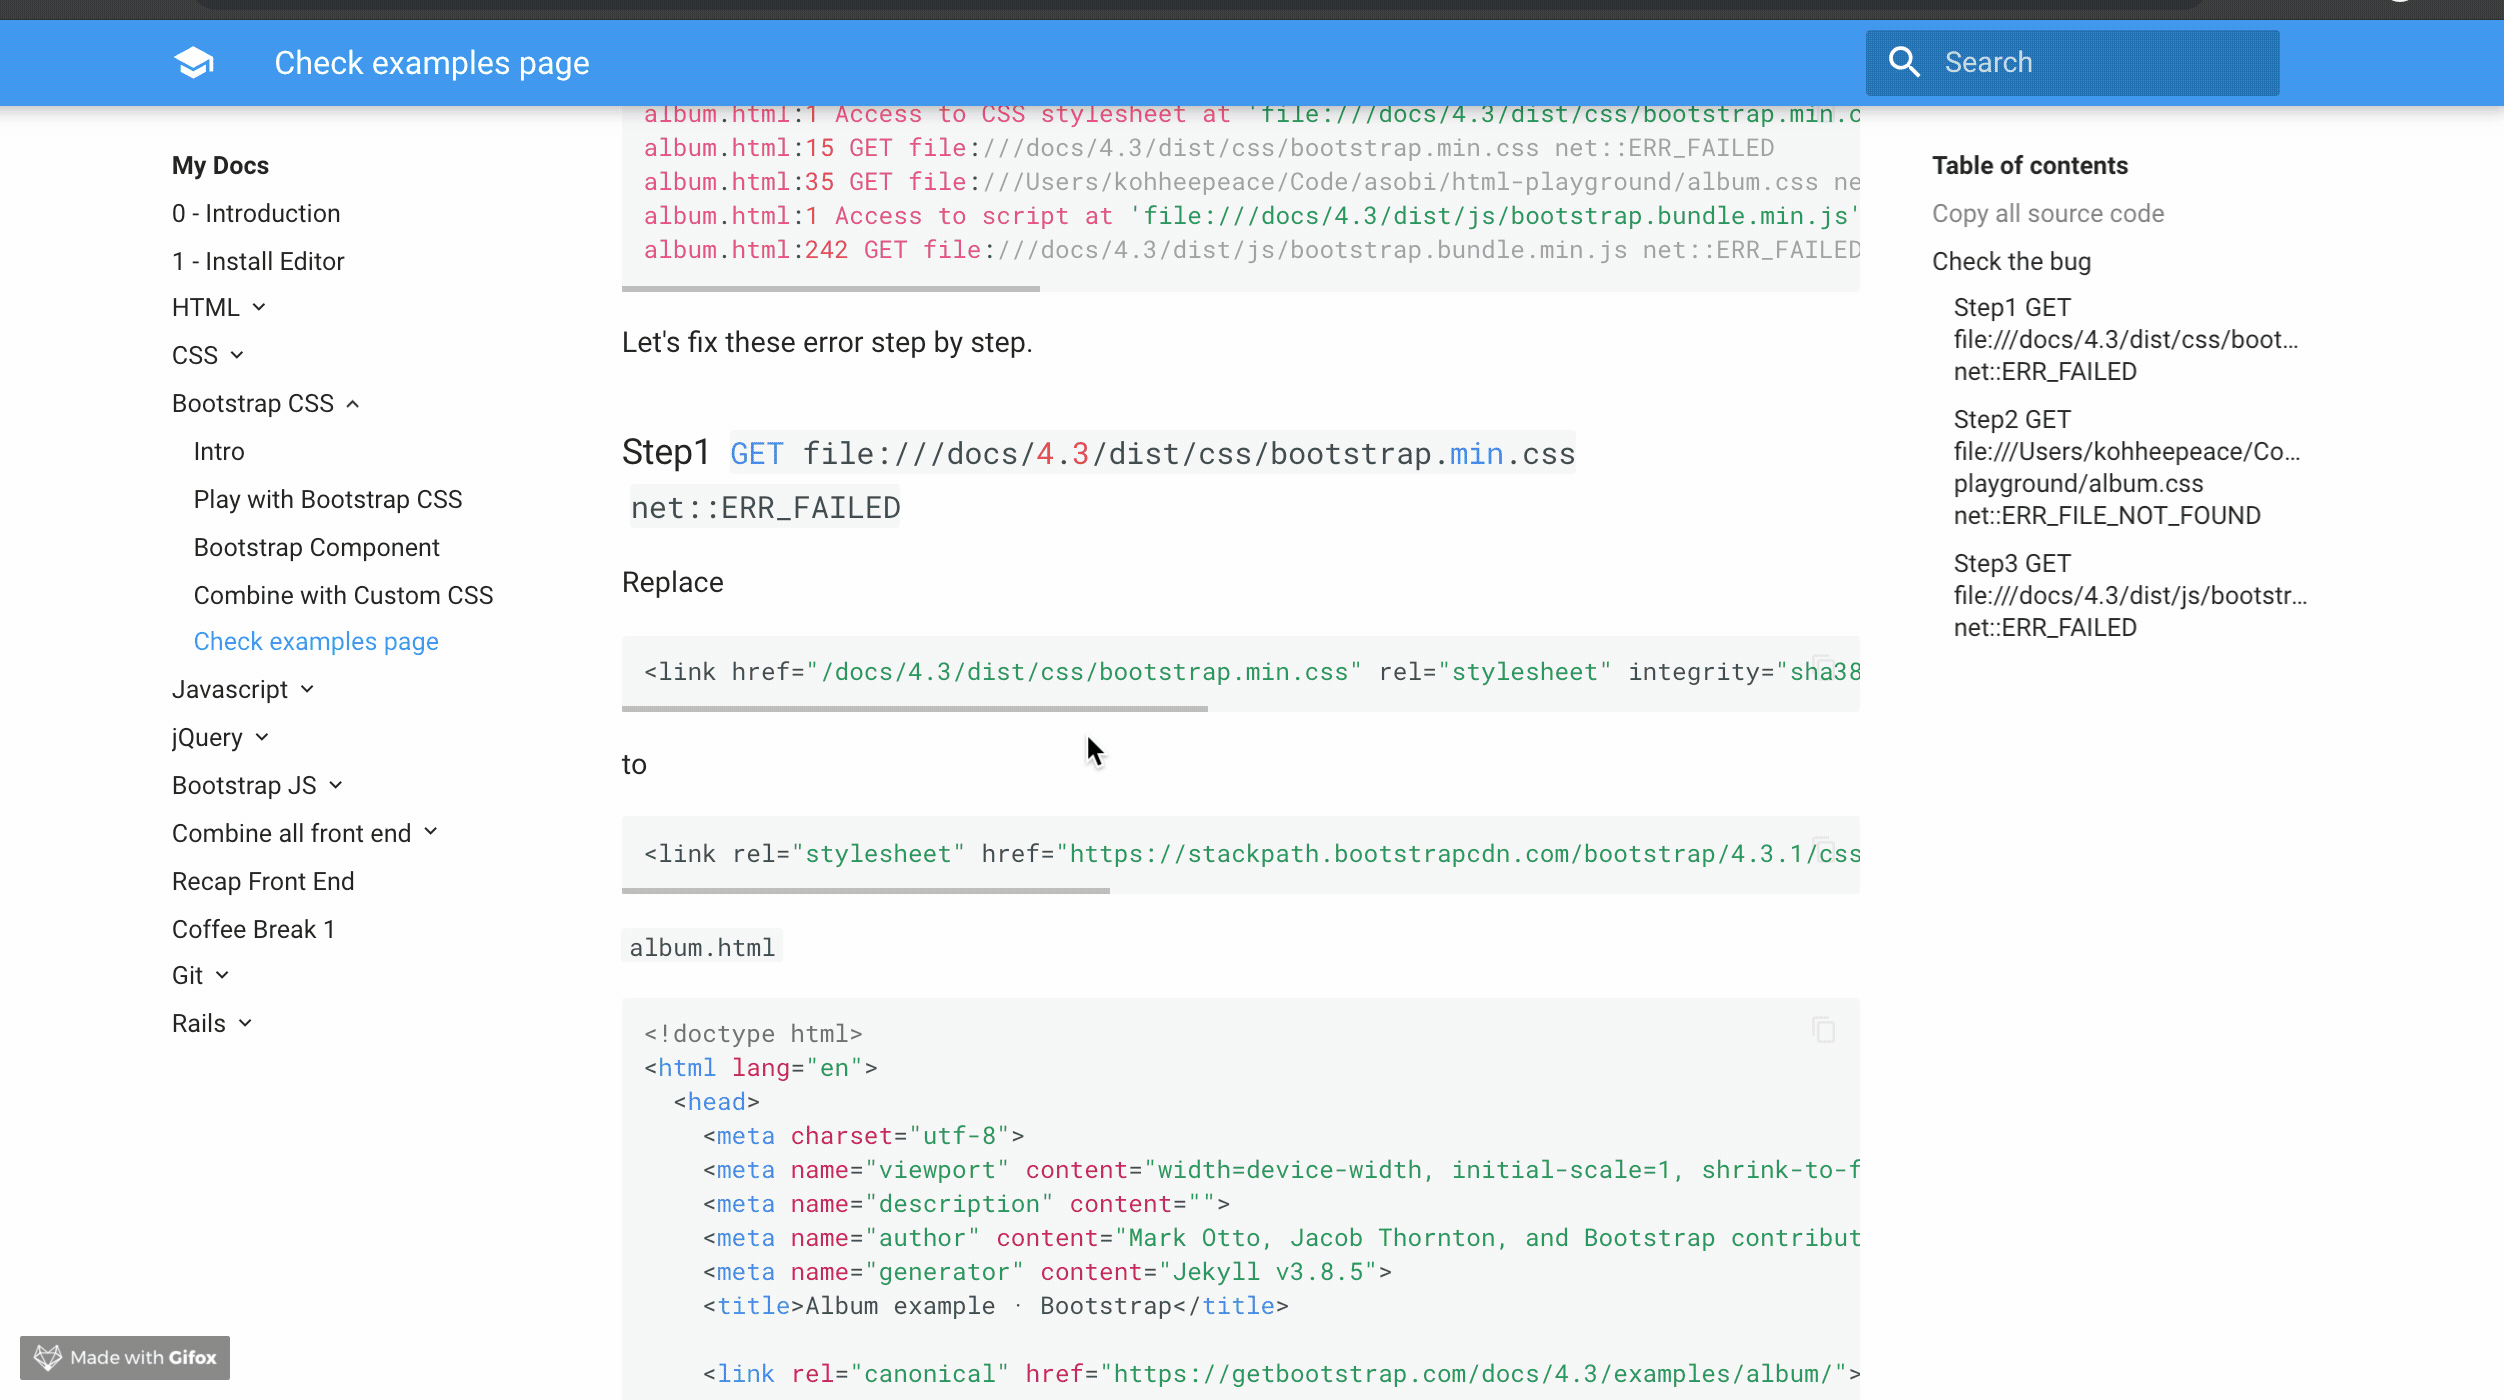 Check examples page
Search
My Docs
0 - Introduction
1 - Install Editor
HTML
CSS
Bootstrap CSS
Intro
Play with Bootstrap CSS
Bootstrap Component
Combine with Custom CSS
Check examples page
Javascript
jQuery
Bootstrap JS
Combine all front end
Recap Front End
Coffee Break 1
Git
Rails
album.html:1 Access to CSS stylesheet at 'file:///docs/4.3/dist/css/bootstrap.min.c
album.html:15 GET file:///docs/4.3/dist/css/bootstrap.min.css net::ERR_FAILED
album.html:35 GET file:///Users/kohheepeace/Code/asobi/html-playground/album.css ne
album.html:1 Access to script at 'file:///docs/4.3/dist/js/bootstrap.bundle.min.js'
album.html:242 GET file:///docs/4.3/dist/js/bootstrap.bundle.min.js net::ERR_FAILED
Let's fix these error step by step.
Step1 GET file:///docs/4.3/dist/css/bootstrap.min.css
net::ERR_FAILED
Replace
<link href="/docs/4.3/dist/css/bootstrap.min.css" rel="stylesheet" integrity="sha38
to
<link rel="stylesheet" href="https://stackpath.bootstrapcdn.com/bootstrap/4.3.1/css
album.html
<!doctype html>
<html lang="en">
<head>
<meta charset="utf-8">
<meta name="viewport" content="width=device-width, initial-scale=1, shrink-to-f
<meta name="description" content="">
<meta name="author" content="Mark Otto, Jacob Thornton, and Bootstrap contribut
<meta name="generator" content="Jekyll v3.8.5">
<title>Album example · Bootstrap</title>
<link rel="canonical" href="https://getbootstrap.com/docs/4.3/examples/album/">
Table of contents
Copy all source code
Check the bug
Step1 GET
file:///docs/4.3/dist/css/boot...
net::ERR_FAILED
Step2 GET
file:///Users/kohheepeace/Co...
playground/album.css
net::ERR_FILE_NOT_FOUND
Step3 GET
file:///docs/4.3/dist/js/bootstr...
net::ERR_FAILED
Made with Gifox